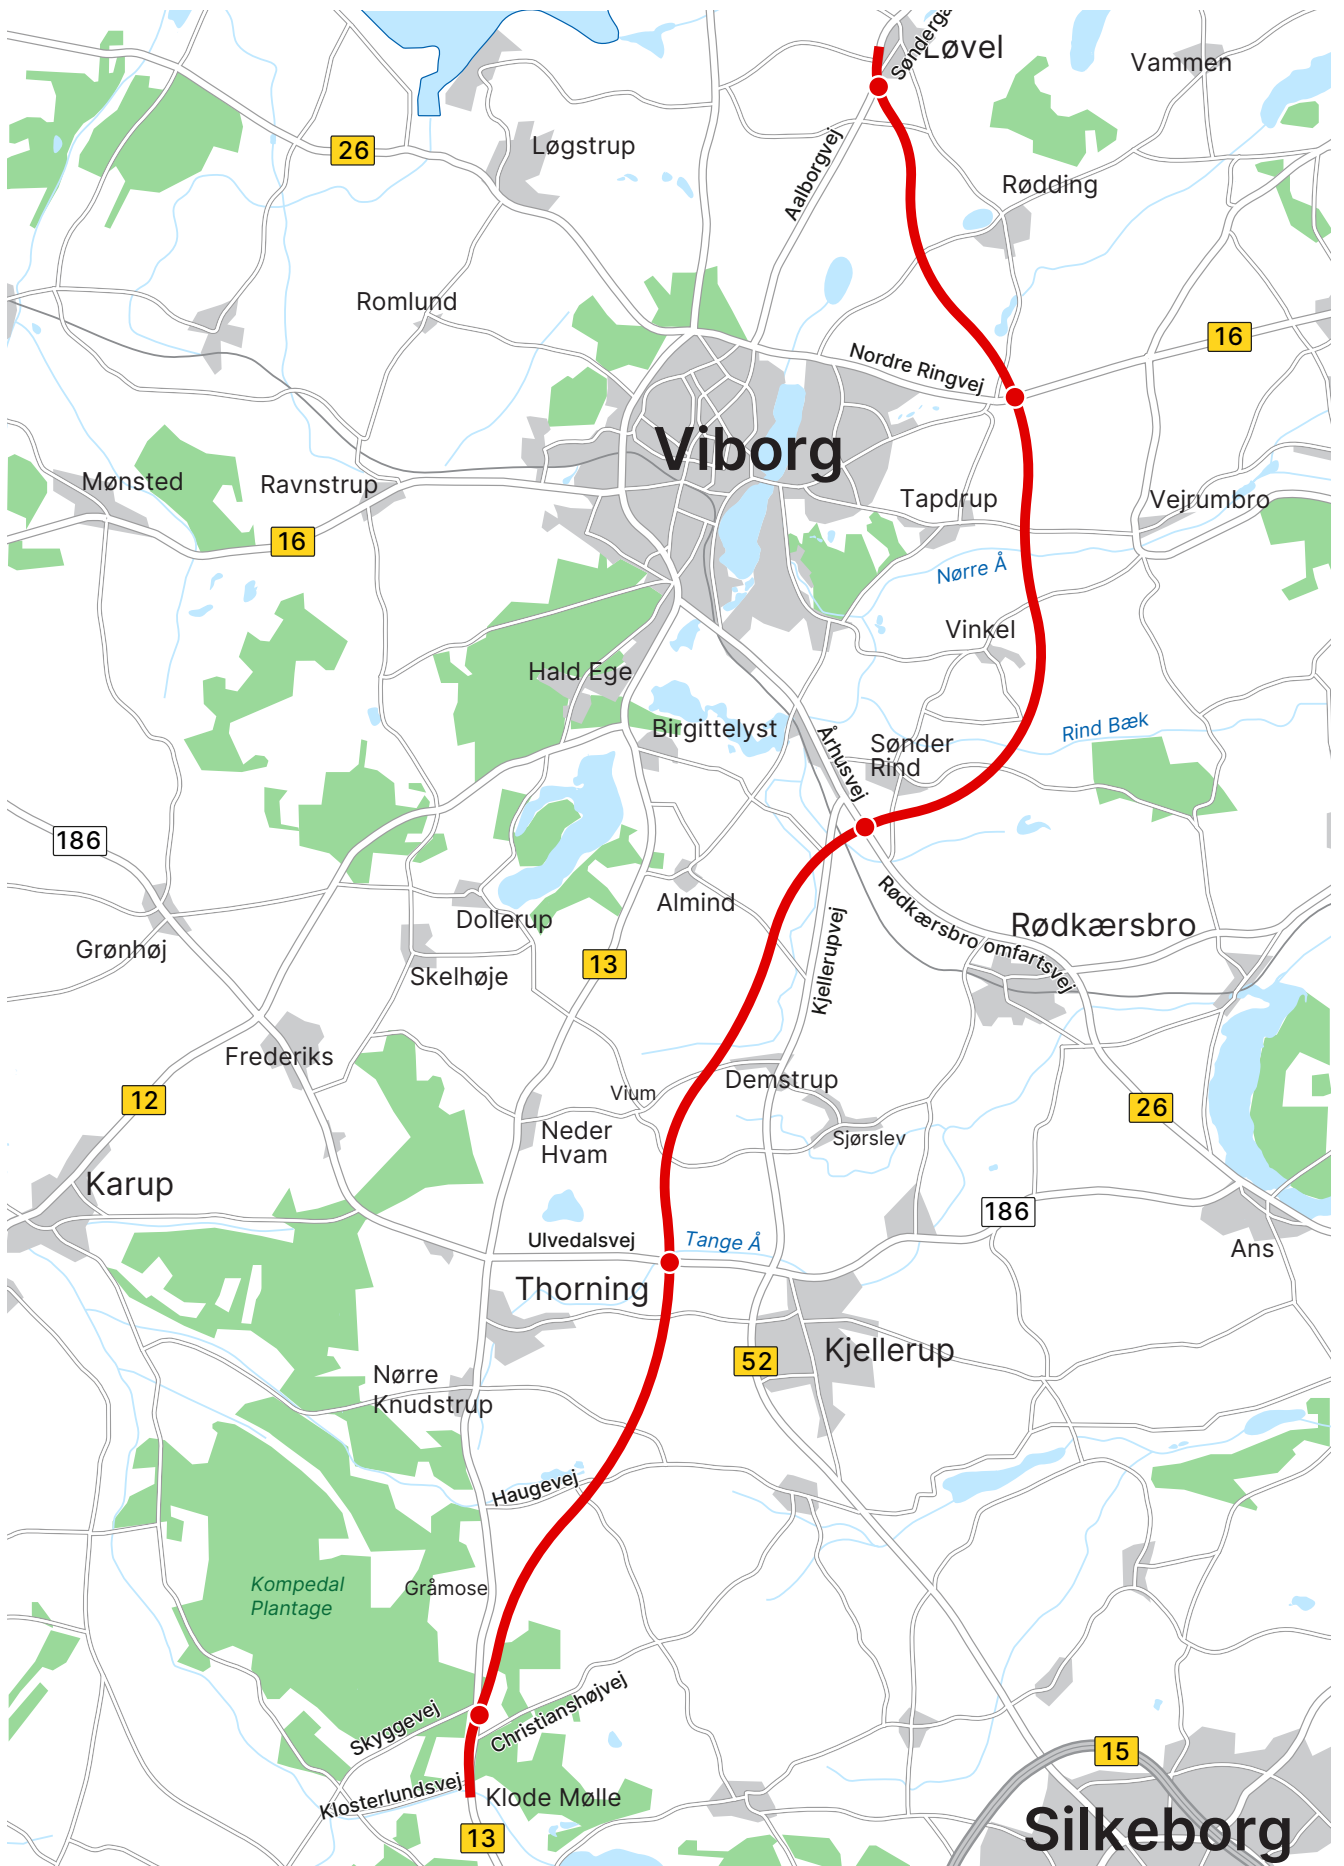 Løvel
Sønderga
Vammen
26
Løgstrup
Aalborgvej
Rødding
Romlund
16
Nordre Ringvej
Viborg
Mønsted
Ravnstrup
Tapdrup
Vejrumbro
16
Nørre Å
Vinkel
Hald Ege
Birgittelyst
Rind Bæk
Århusvej
Sønder
Rind
186
Rødkærsbro omfartsvej
Almind
Dollerup
Rødkærsbro
Grønhøj
Kjellerupvej
13
Skelhøje
Frederiks
Demstrup
Vium
12
26
Neder
Hvam
Sjørslev
Karup
186
Ulvedalsvej
Tange Å
Ans
Thorning
Kjellerup
52
Nørre
Knudstrup
Haugevej
Kompedal
Plantage
Gråmose
Skyggevej
Christianshøjvej
15
Klosterlundsvej
Klode Mølle
13
Silkeborg